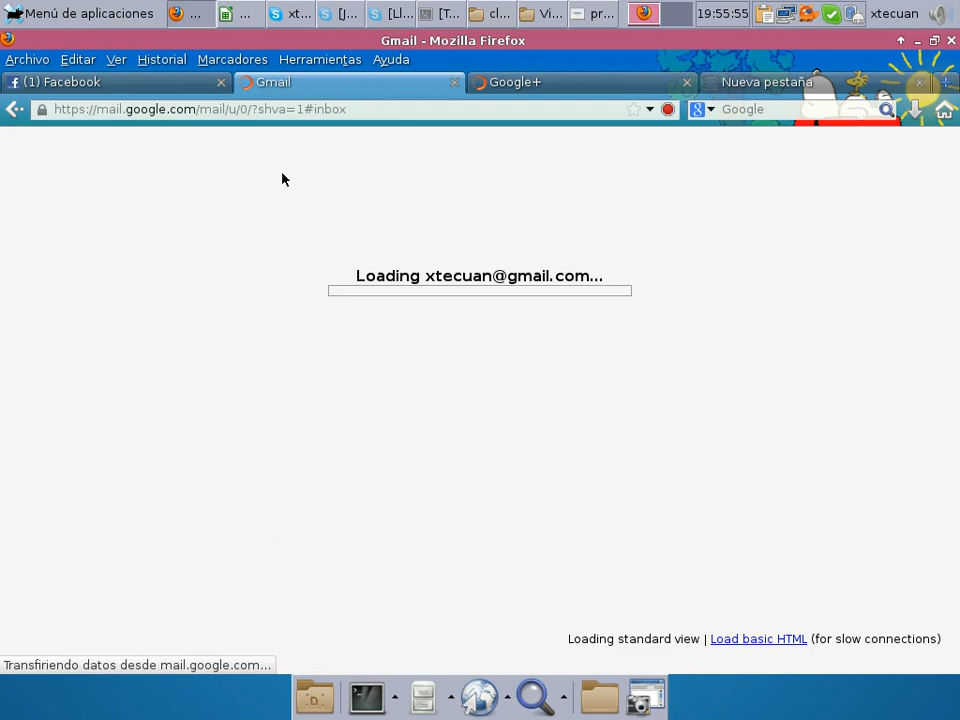 Menú de aplicaciones ... ... xt... [J... [Ll... [T... cl... Vi... pr... 19:55:55 xtecuan
Gmail - Mozilla Firefox
Archivo Editar Ver Historial Marcadores Herramientas Ayuda
(1) Facebook Gmail Google+ Nueva pestaña
https://mail.google.com/mail/u/0/?shva=1#inbox Google
Loading xtecuan@gmail.com...
Loading standard view | Load basic HTML (for slow connections)
Transfiriendo datos desde mail.google.com...